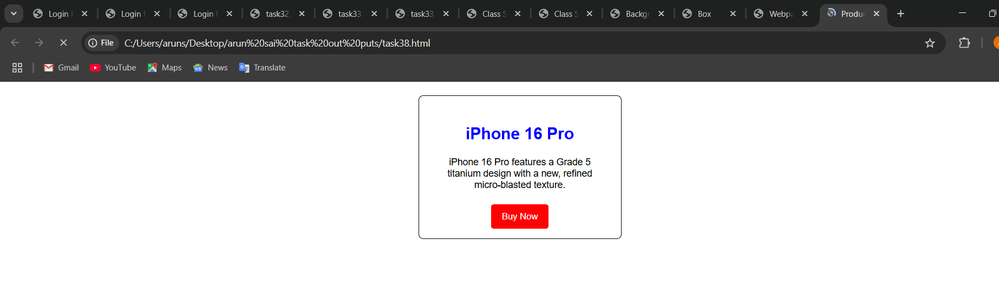 Login
Login
Login
task32.
task33.
task33
Class S
Class S
Backg
Box
Webpa
Produc
File C:/Users/aruns/Desktop/arun%20sai%20task%20out%20puts/task38.html
Gmail YouTube Maps News Translate
iPhone 16 Pro
iPhone 16 Pro features a Grade 5
titanium design with a new, refined
micro-blasted texture.
Buy Now